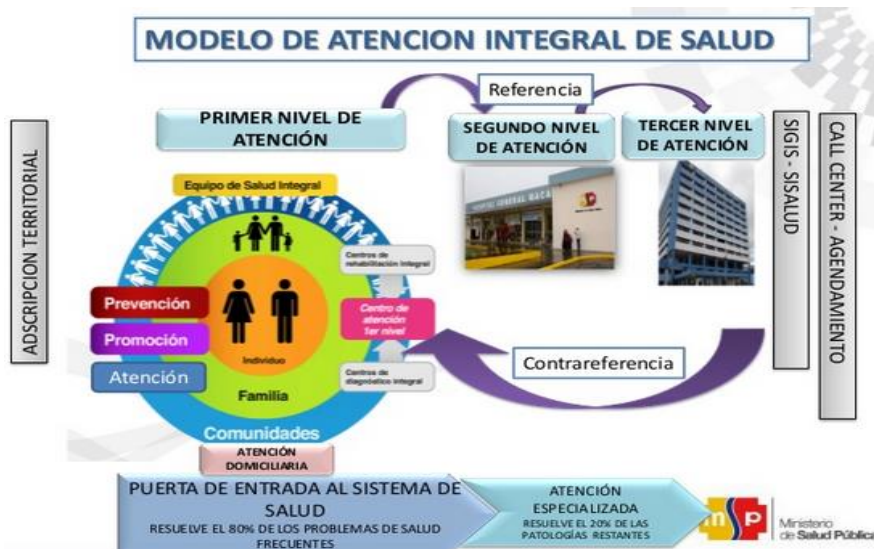 MODELO DE ATENCION INTEGRAL DE SALUD
Referencia
PRIMER NIVEL DE
ATENCIÓN
SEGUNDO NIVEL
DE ATENCIÓN
TERCER NIVEL
DE ATENCIÓN
ADSCRIPCION TERRITORIAL
SIGIS - SISALUD
CALL CENTER - AGENDAMIENTO
Equipo de Salud Integral
HOSPITAL GENERAL MACA
Centros de
rehabilitación integral
Prevención
Promoción
Atención
Centro de
atención
1er nivel
Individuo
Contrareferencia
Centros de
diagnóstico integral
Familia
Comunidades
ATENCIÓN
DOMICILIARIA
PUERTA DE ENTRADA AL SISTEMA DE
SALUD
RESUELVE EL 80% DE LOS PROBLEMAS DE SALUD
FRECUENTES
ATENCIÓN
ESPECIALIZADA
RESUELVE EL 20% DE LAS
PATOLOGÍAS RESTANTES
msp
Ministerio
de Salud Pública